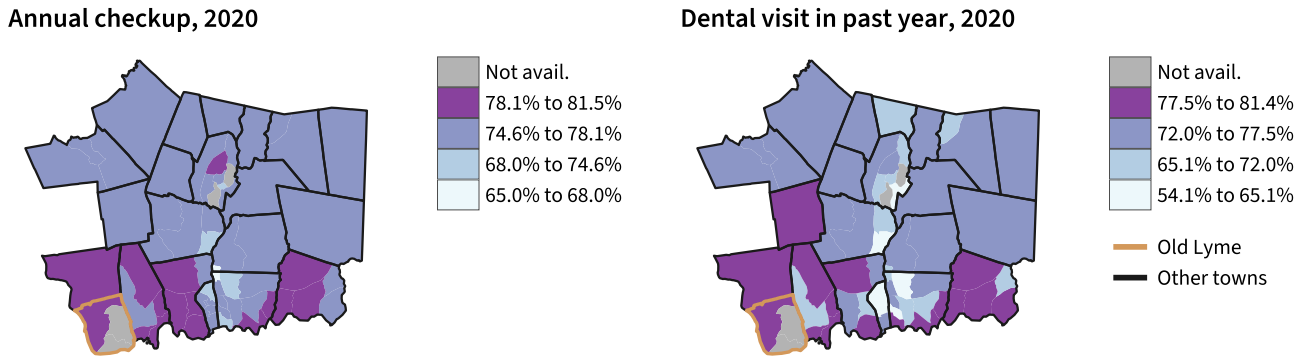 Annual checkup, 2020
Not avail.
78.1% to 81.5%
74.6% to 78.1%
68.0% to 74.6%
65.0% to 68.0%
Dental visit in past year, 2020
Not avail.
77.5% to 81.4%
72.0% to 77.5%
65.1% to 72.0%
54.1% to 65.1%
Old Lyme
Other towns